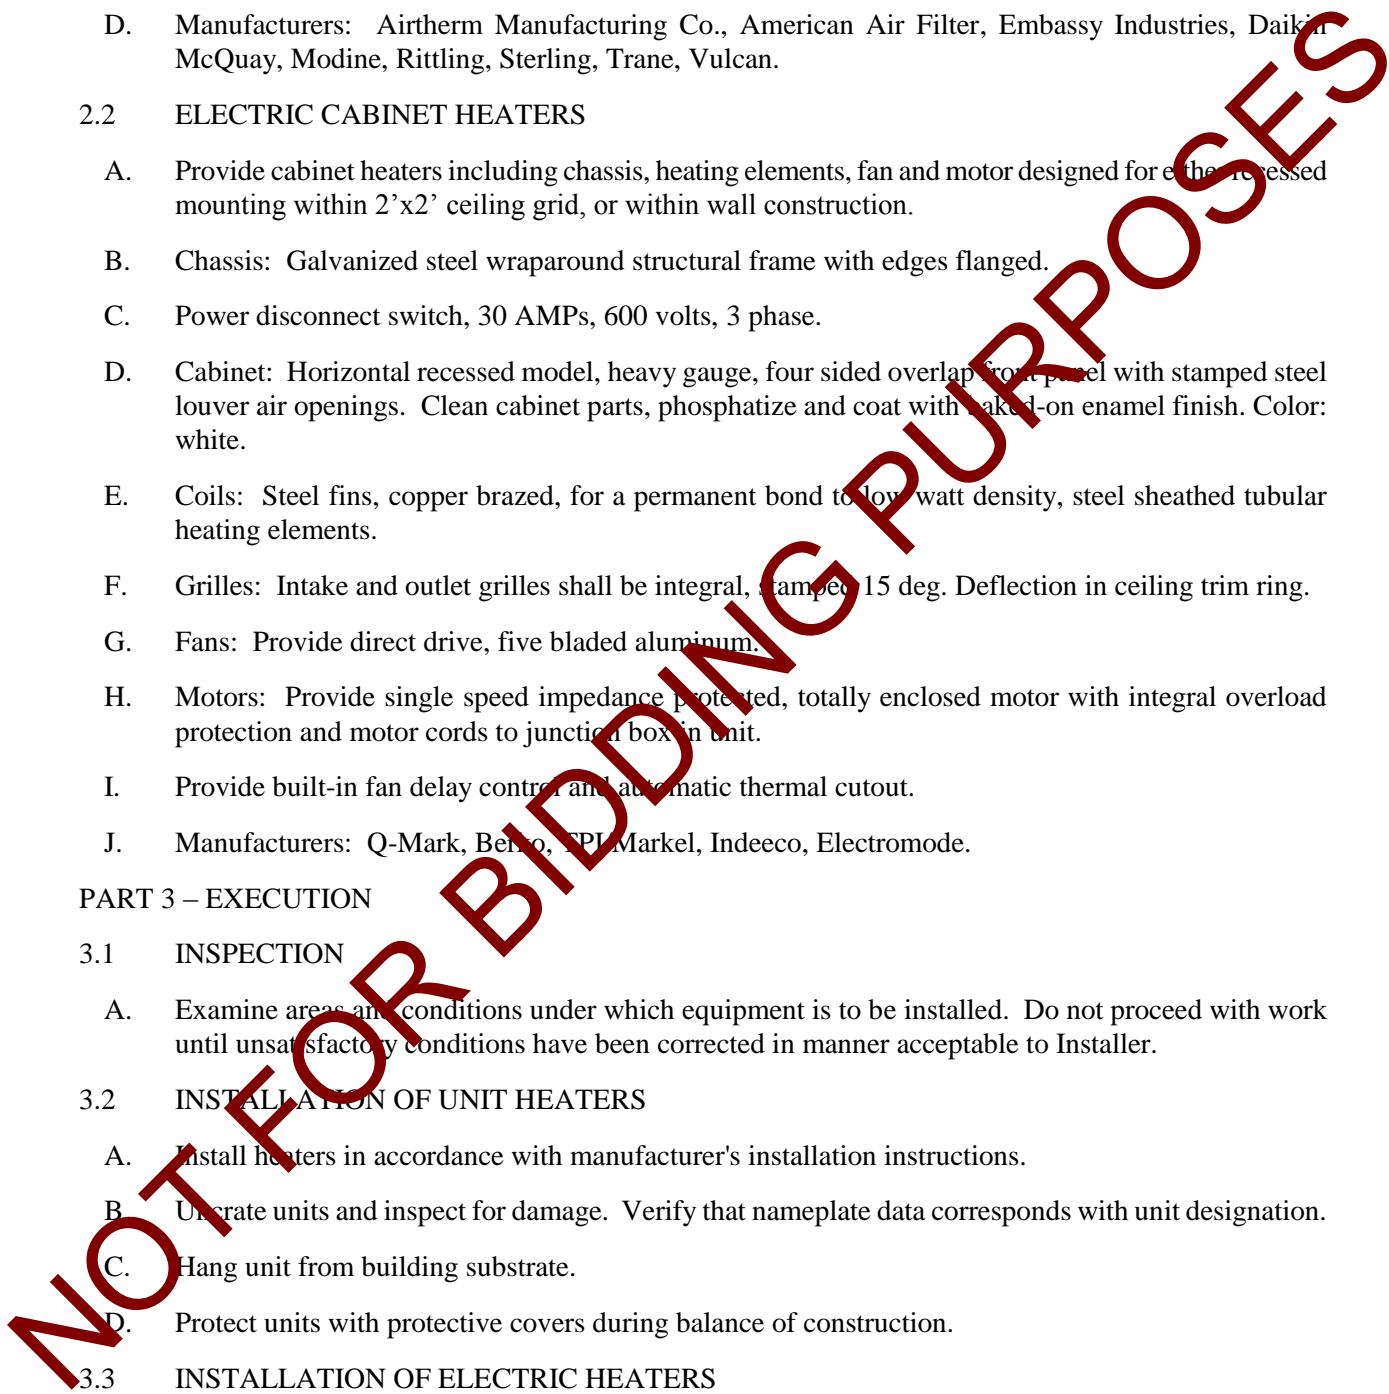 D. Manufacturers: Airtherm Manufacturing Co., American Air Filter, Embassy Industries, Daikin
McQuay, Modine, Rittling, Sterling, Trane, Vulcan.
2.2 ELECTRIC CABINET HEATERS
A. Provide cabinet heaters including chassis, heating elements, fan and motor designed for either recessed
mounting within 2’x2’ ceiling grid, or within wall construction.
B. Chassis: Galvanized steel wraparound structural frame with edges flanged.
C. Power disconnect switch, 30 AMPs, 600 volts, 3 phase.
D. Cabinet: Horizontal recessed model, heavy gauge, four sided overlap front panel with stamped steel
louver air openings. Clean cabinet parts, phosphatize and coat with baked-on enamel finish. Color:
white.
E. Coils: Steel fins, copper brazed, for a permanent bond to low watt density, steel sheathed tubular
heating elements.
F. Grilles: Intake and outlet grilles shall be integral, stamped 15 deg. Deflection in ceiling trim ring.
G. Fans: Provide direct drive, five bladed aluminum.
H. Motors: Provide single speed impedance protected, totally enclosed motor with integral overload
protection and motor cords to junction box in unit.
I. Provide built-in fan delay control and automatic thermal cutout.
J. Manufacturers: Q-Mark, Berko, TPI/Markel, Indeeco, Electromode.
PART 3 – EXECUTION
3.1 INSPECTION
A. Examine areas and conditions under which equipment is to be installed. Do not proceed with work
until unsatisfactory conditions have been corrected in manner acceptable to Installer.
3.2 INSTALLATION OF UNIT HEATERS
A. Install heaters in accordance with manufacturer's installation instructions.
B. Uncrate units and inspect for damage. Verify that nameplate data corresponds with unit designation.
C. Hang unit from building substrate.
D. Protect units with protective covers during balance of construction.
3.3 INSTALLATION OF ELECTRIC HEATERS
NOT FOR BIDDING PURPOSES